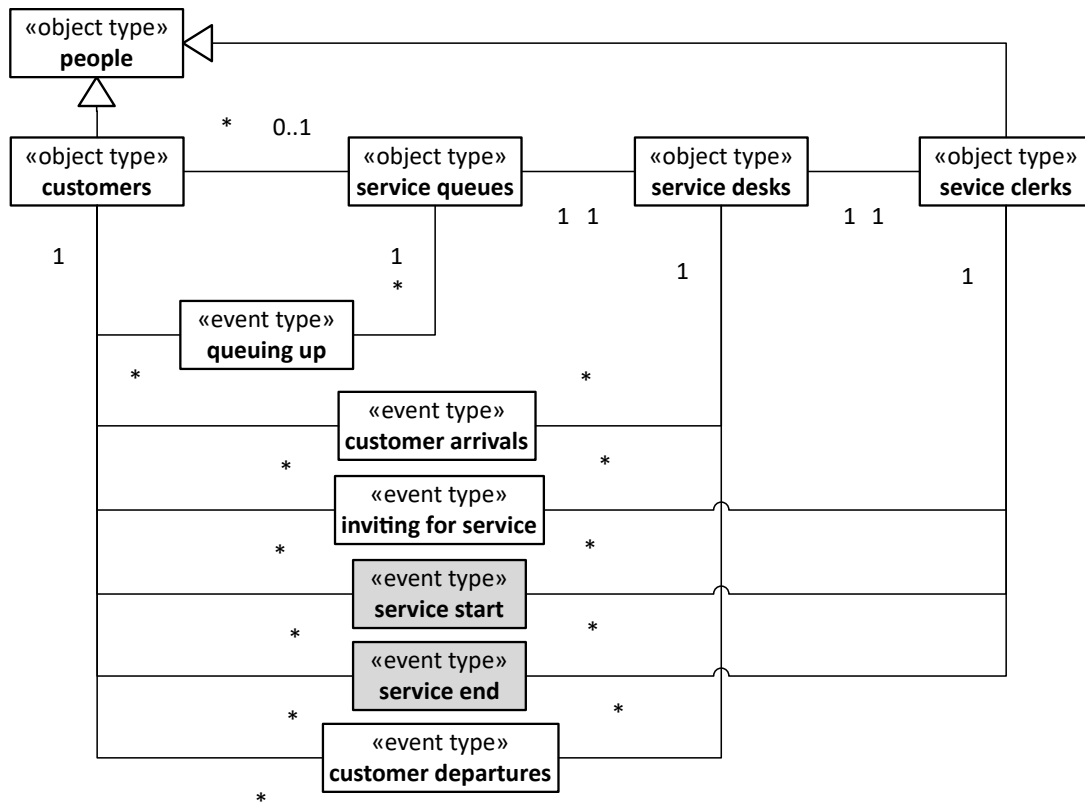 «object type»
people
* 0..1
«object type»
customers
«object type»
service queues
«object type»
service desks
«object type»
sevice clerks
1 1
1 1
1
1
1
1
*
«event type»
queuing up
*
*
«event type»
customer arrivals
*
*
«event type»
inviting for service
*
*
«event type»
service start
*
*
«event type»
service end
*
*
«event type»
customer departures
*